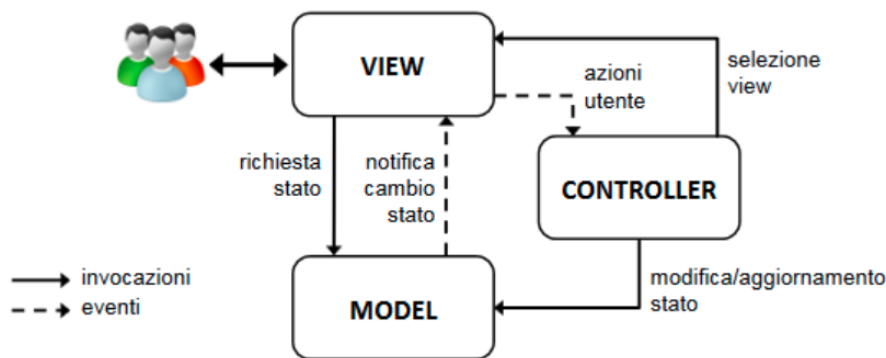 VIEW
selezione
view
azioni
utente
richiesta
stato
notifica
cambio
stato
CONTROLLER
invocazioni
eventi
MODEL
modifica/aggiornamento
stato